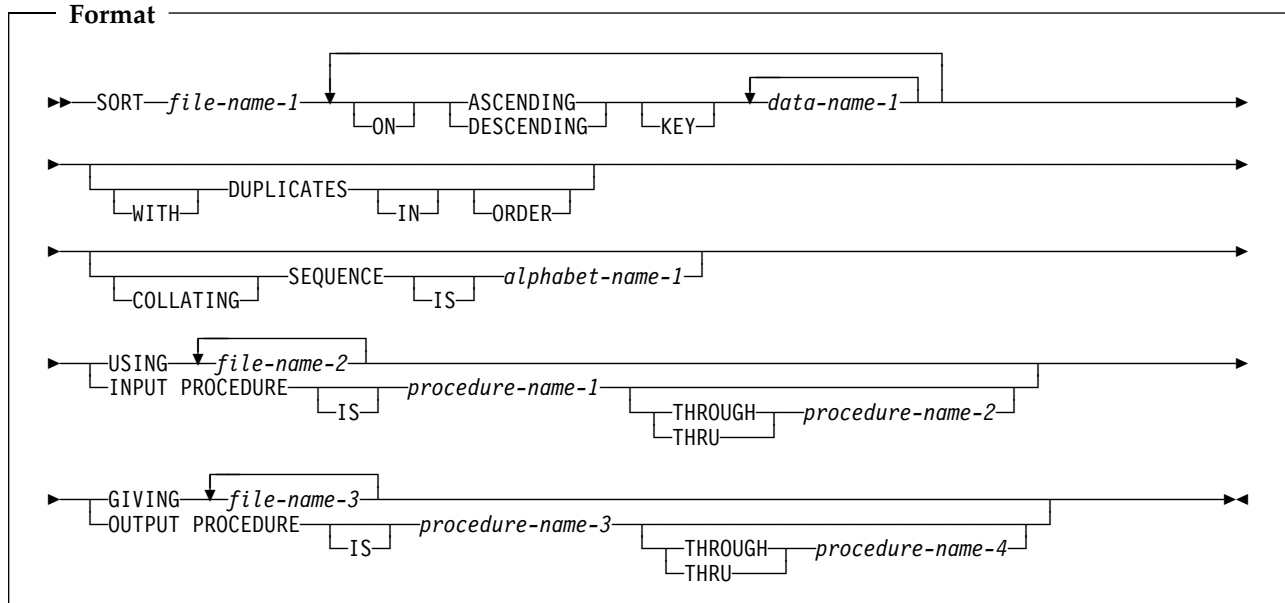 Format
SORT file-name-1 ASCENDING data-name-1
ON DESCENDING KEY
DUPLICATES
WITH IN ORDER
SEQUENCE alphabet-name-1
COLLATING IS
USING file-name-2
INPUT PROCEDURE procedure-name-1
IS THROUGH procedure-name-2
THRU
GIVING file-name-3
OUTPUT PROCEDURE procedure-name-3
IS THROUGH procedure-name-4
THRU